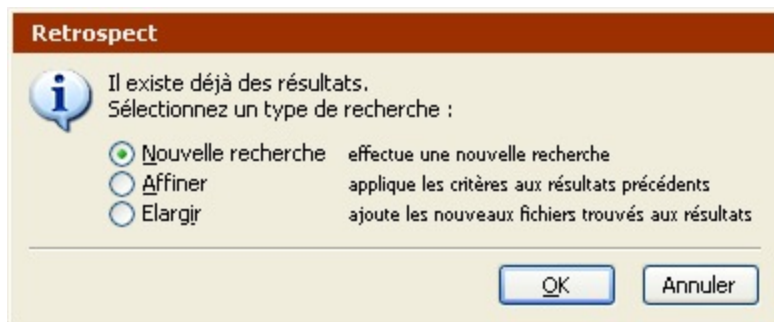 Retrospect
Il existe déjà des résultats.
Sélectionnez un type de recherche :
Nouvelle recherche effectue une nouvelle recherche
Affiner applique les critères aux résultats précédents
Elargir ajoute les nouveaux fichiers trouvés aux résultats
OK Annuler